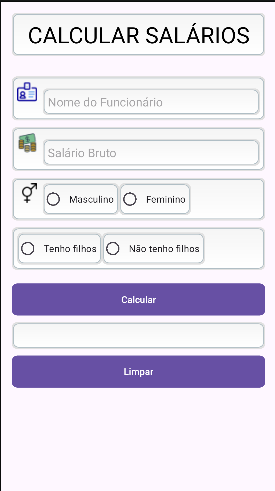 CALCULAR SALÁRIOS
Nome do Funcionário
Salário Bruto
Masculino Feminino
Tenho filhos Não tenho filhos
Calcular
Limpar